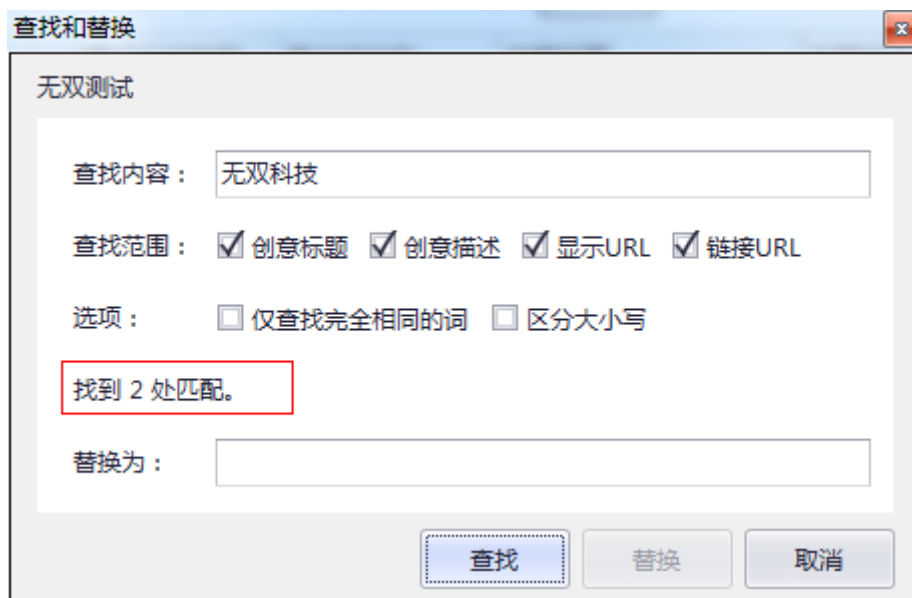 查找和替换
无双测试
查找内容： 无双科技
查找范围： 创意标题 创意描述 显示URL 链接URL
选项： 仅查找完全相同的词 区分大小写
找到 2 处匹配。
替换为：
查找 替换 取消